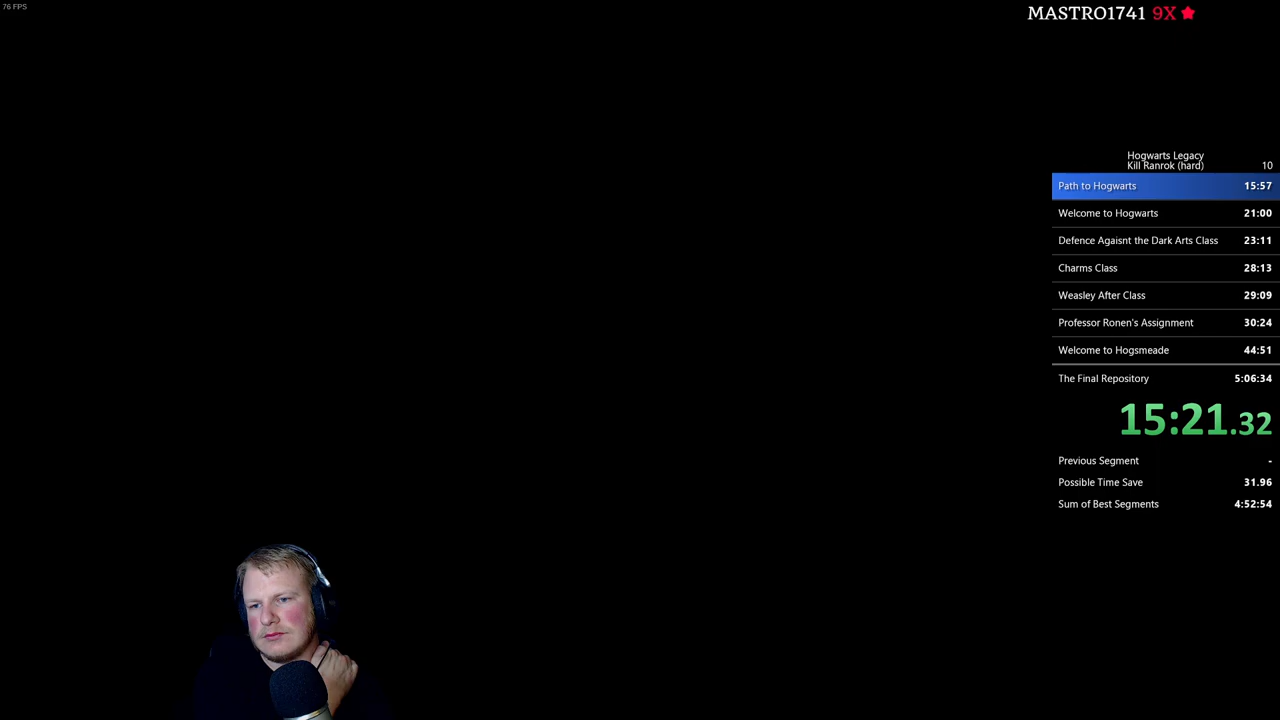 76 FPS
MASTRO1741 9X
Hogwarts Legacy
Kill Ranrok (hard) 10
Path to Hogwarts 15:57
Welcome to Hogwarts 21:00
Defence Agaisnt the Dark Arts Class 23:11
Charms Class 28:13
Weasley After Class 29:09
Professor Ronen's Assignment 30:24
Welcome to Hogsmeade 44:51
The Final Repository 5:06:34
15:21.32
Previous Segment -
Possible Time Save 31.96
Sum of Best Segments 4:52:54